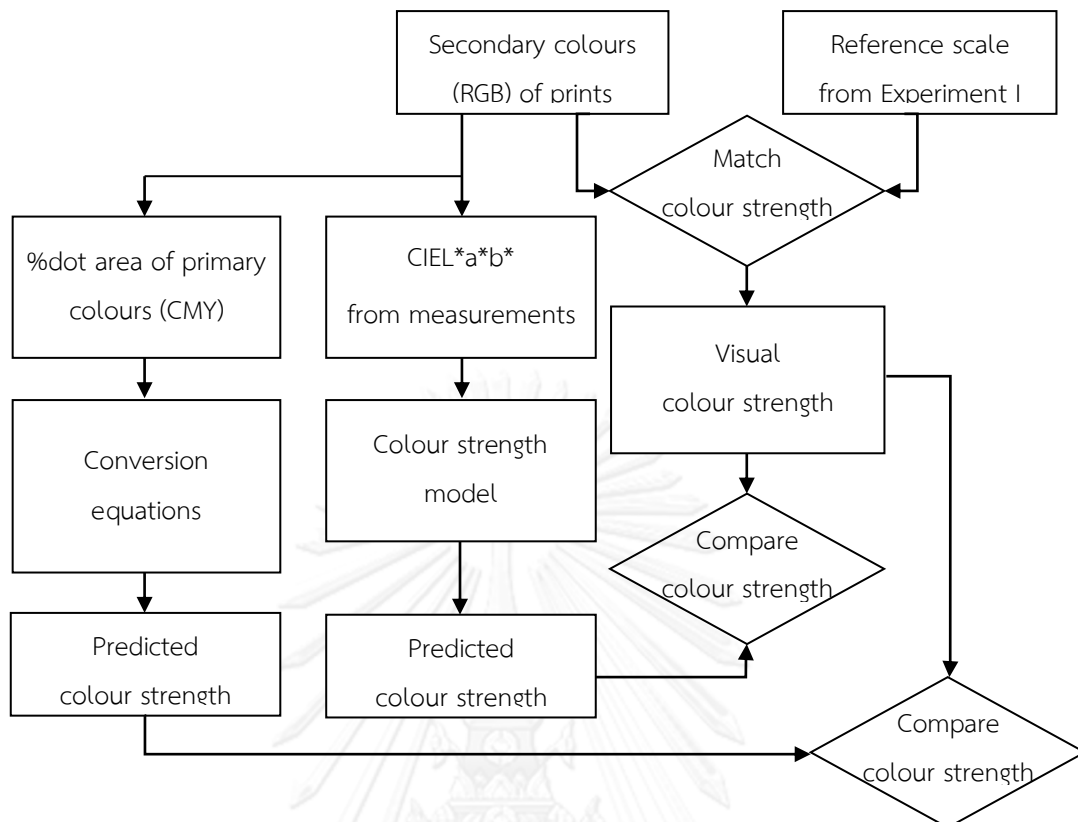 Secondary colours
(RGB) of prints
Reference scale
from Experiment I
Match
colour strength
%dot area of primary
colours (CMY)
CIEL*a*b*
from measurements
Visual
colour strength
Conversion
equations
Colour strength
model
Compare
colour strength
Predicted
colour strength
Predicted
colour strength
Compare
colour strength